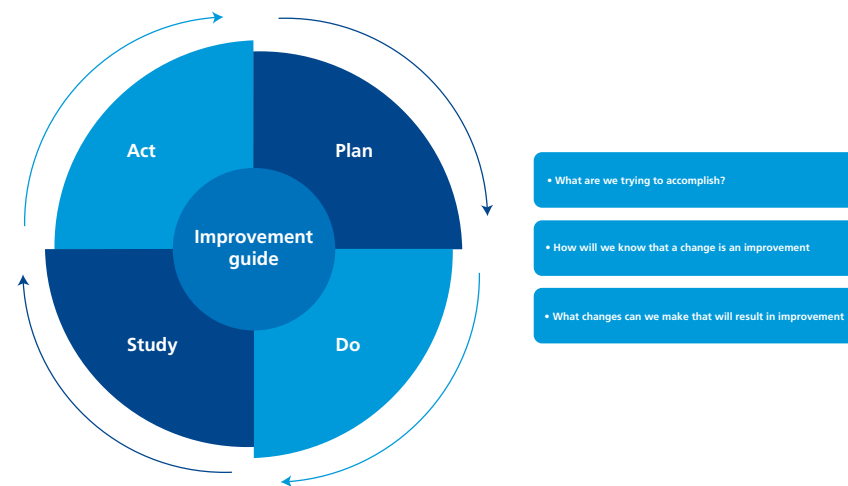 Act
Plan
Improvement
guide
Study
Do
• What are we trying to accomplish?
• How will we know that a change is an improvement
• What changes can we make that will result in improvement